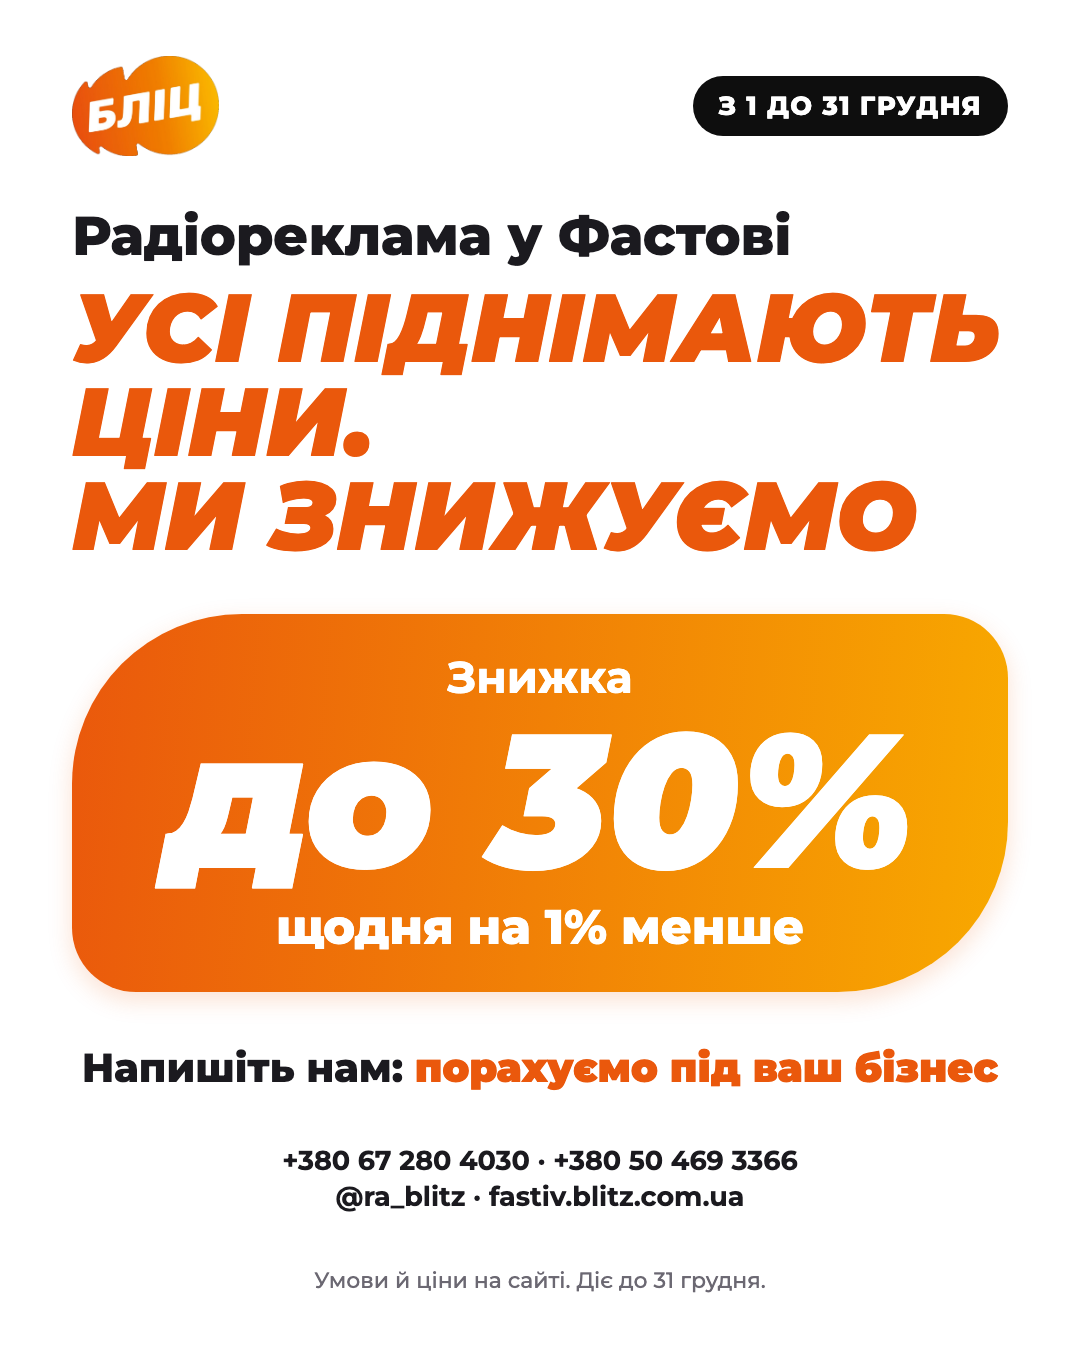 БЛІЦ
З 1 ДО 31 ГРУДНЯ
Радіореклама у Фастові
УСІ ПІДНІМАЮТЬ
ЦІНИ.
МИ ЗНИЖУЄМО
Знижка
до 30%
щодня на 1% менше
Напишіть нам: порахуємо під ваш бізнес
+380 67 280 4030 · +380 50 469 3366
@ra_blitz · fastiv.blitz.com.ua
Умови й ціни на сайті. Діє до 31 грудня.